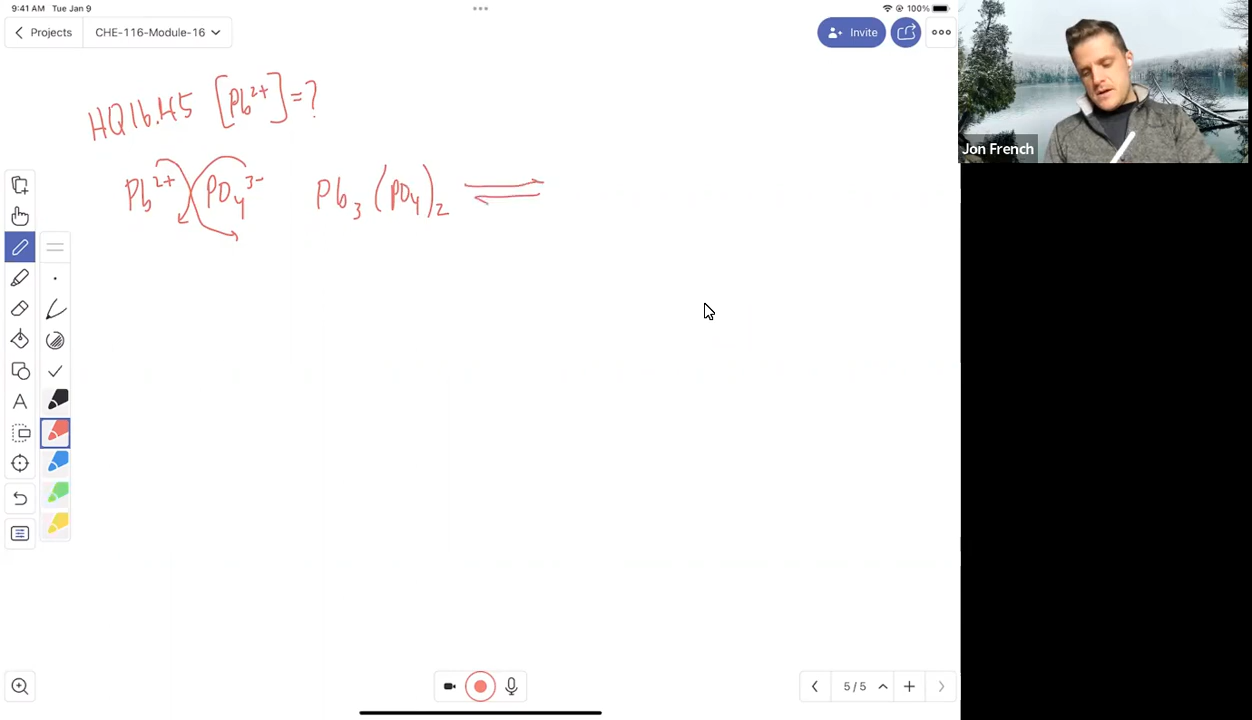 9:41 AM Tue Jan 9
100%
Projects
CHE-116-Module-16
Invite
Jon French
HQ16.45 [Pb²⁺]=?
Pb²⁺ PO₄³⁻ Pb₃(PO₄)₂ ⇌
A
5/5